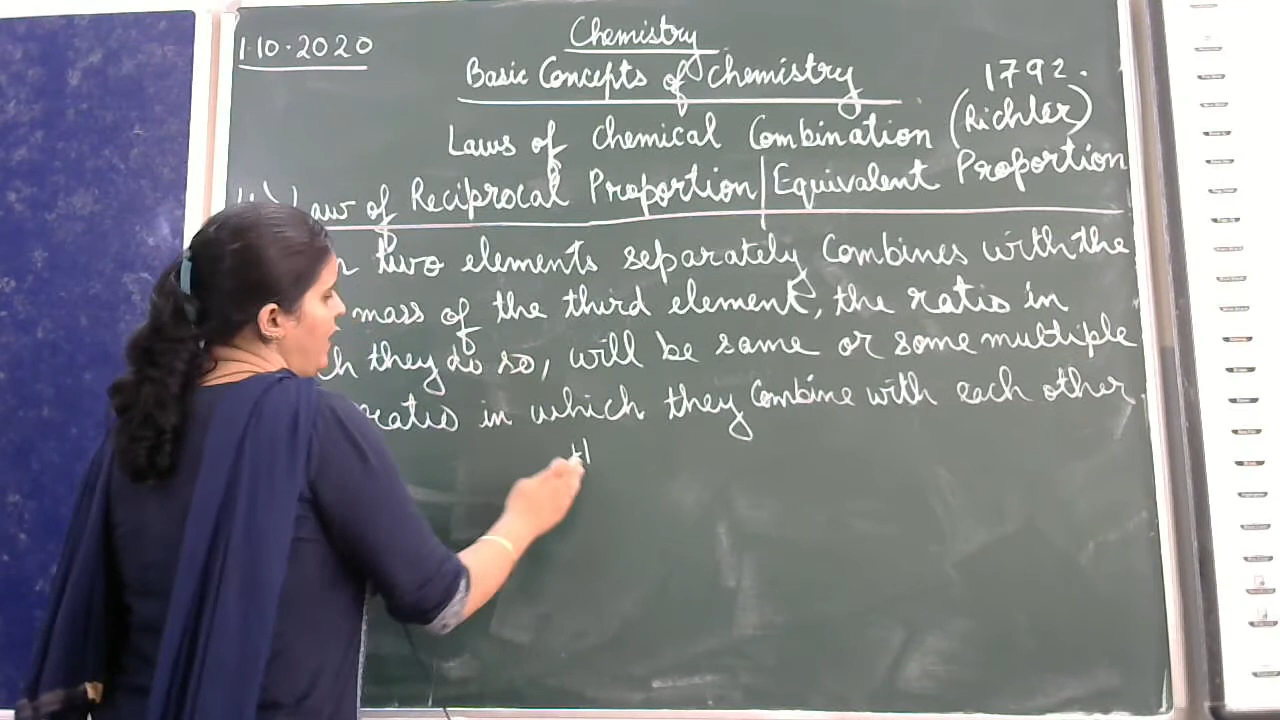 1.10.2020
Chemistry
Basic Concepts of Chemistry
1792.
Laws of Chemical Combination (Richter)
Law of Reciprocal Proportion | Equivalent Proportion
two elements separately combines with the
mass of the third element, the ratio in
they do so, will be same or some multiple
ratio in which they combine with each other.
H